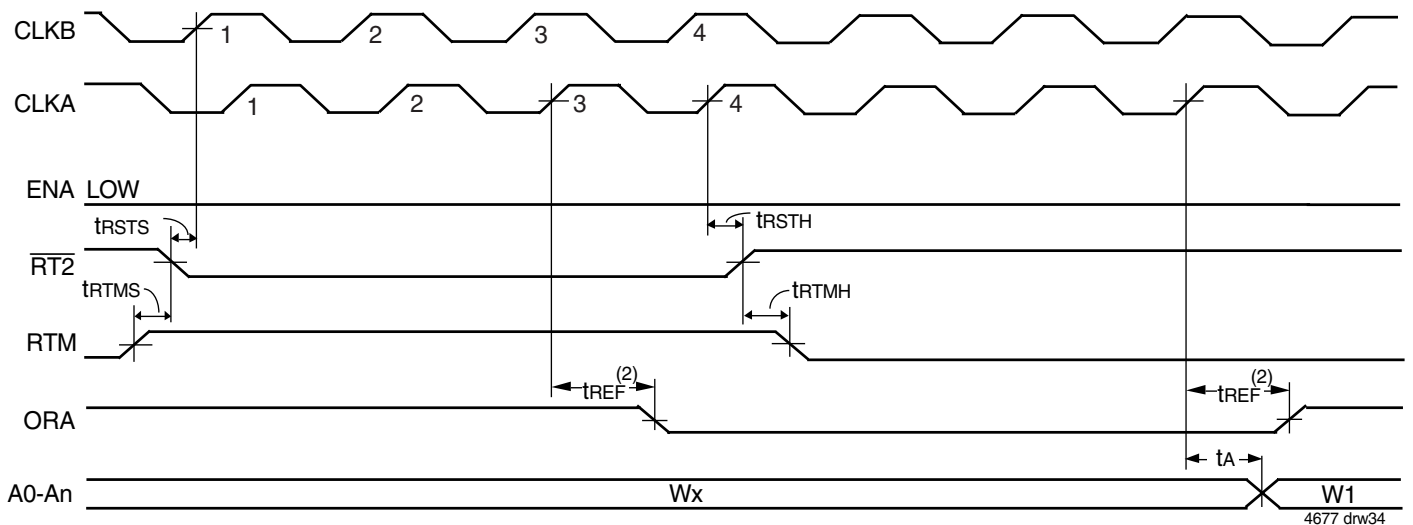 CLKB 1 2 3 4
CLKA 1 2 3 4
ENA LOW
tRSTS tRSTH
RT2
tRTMS tRTMH
RTM
tREF(2) tREF(2)
ORA
tA
A0-An Wx W1
4677 drw34